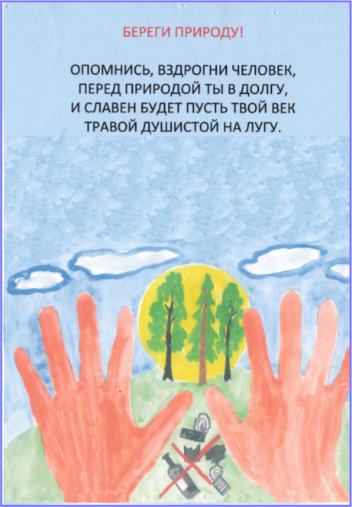 БЕРЕГИ ПРИРОДУ!
ОПОМНИСЬ, ВЗДРОГНИ ЧЕЛОВЕК,
ПЕРЕД ПРИРОДОЙ ТЫ В ДОЛГУ,
И СЛАВЕН БУДЕТ ПУСТЬ ТВОЙ ВЕК
ТРАВОЙ ДУШИСТОЙ НА ЛУГУ.